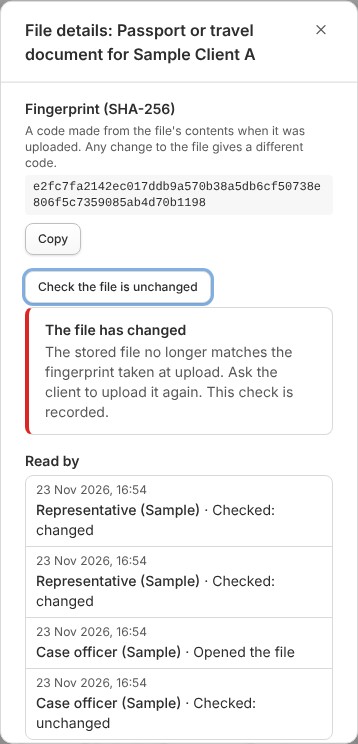 File details: Passport or travel
document for Sample Client A
Fingerprint (SHA-256)
A code made from the file's contents when it was
uploaded. Any change to the file gives a different
code.
e2fc7fa2142ec017ddb9a570b38a5db6cf50738e
806f5c7359085ab4d70b1198
Copy
Check the file is unchanged
The file has changed
The stored file no longer matches the
fingerprint taken at upload. Ask the
client to upload it again. This check is
recorded.
Read by
23 Nov 2026, 16:54
Representative (Sample) · Checked:
changed
23 Nov 2026, 16:54
Representative (Sample) · Checked:
changed
23 Nov 2026, 16:54
Case officer (Sample) · Opened the file
23 Nov 2026, 16:54
Case officer (Sample) · Checked:
unchanged